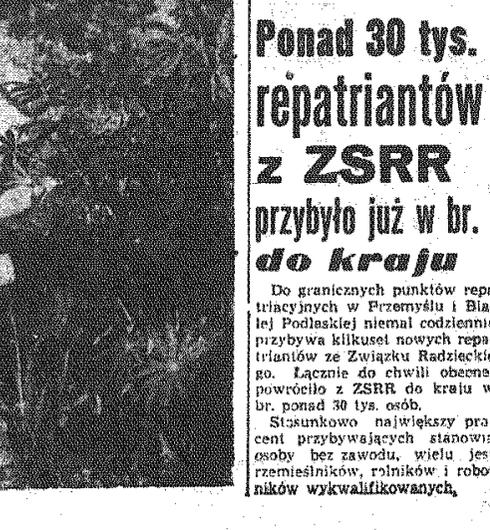 Ponad 30 tys.
repatriantów
z ZSRR
przybyło już w br.
do kraju
Do granicznych punktów repa
triacyjnych w Przemyślu i Bia
lej Podlaskiej niemal codziennie
przybywa kilkuset nowych repa
triantów ze Związku Radzieckie
go. Łącznie do chwili obecne
powróciło z ZSRR do kraju w
br. ponad 30 tys. osób.
Stosunkowo największy pro
cent przybywających stanowią
osoby bez zawodu, wielu jes
rzemieślników, rolników i robo
ników wykwalifikowanych.